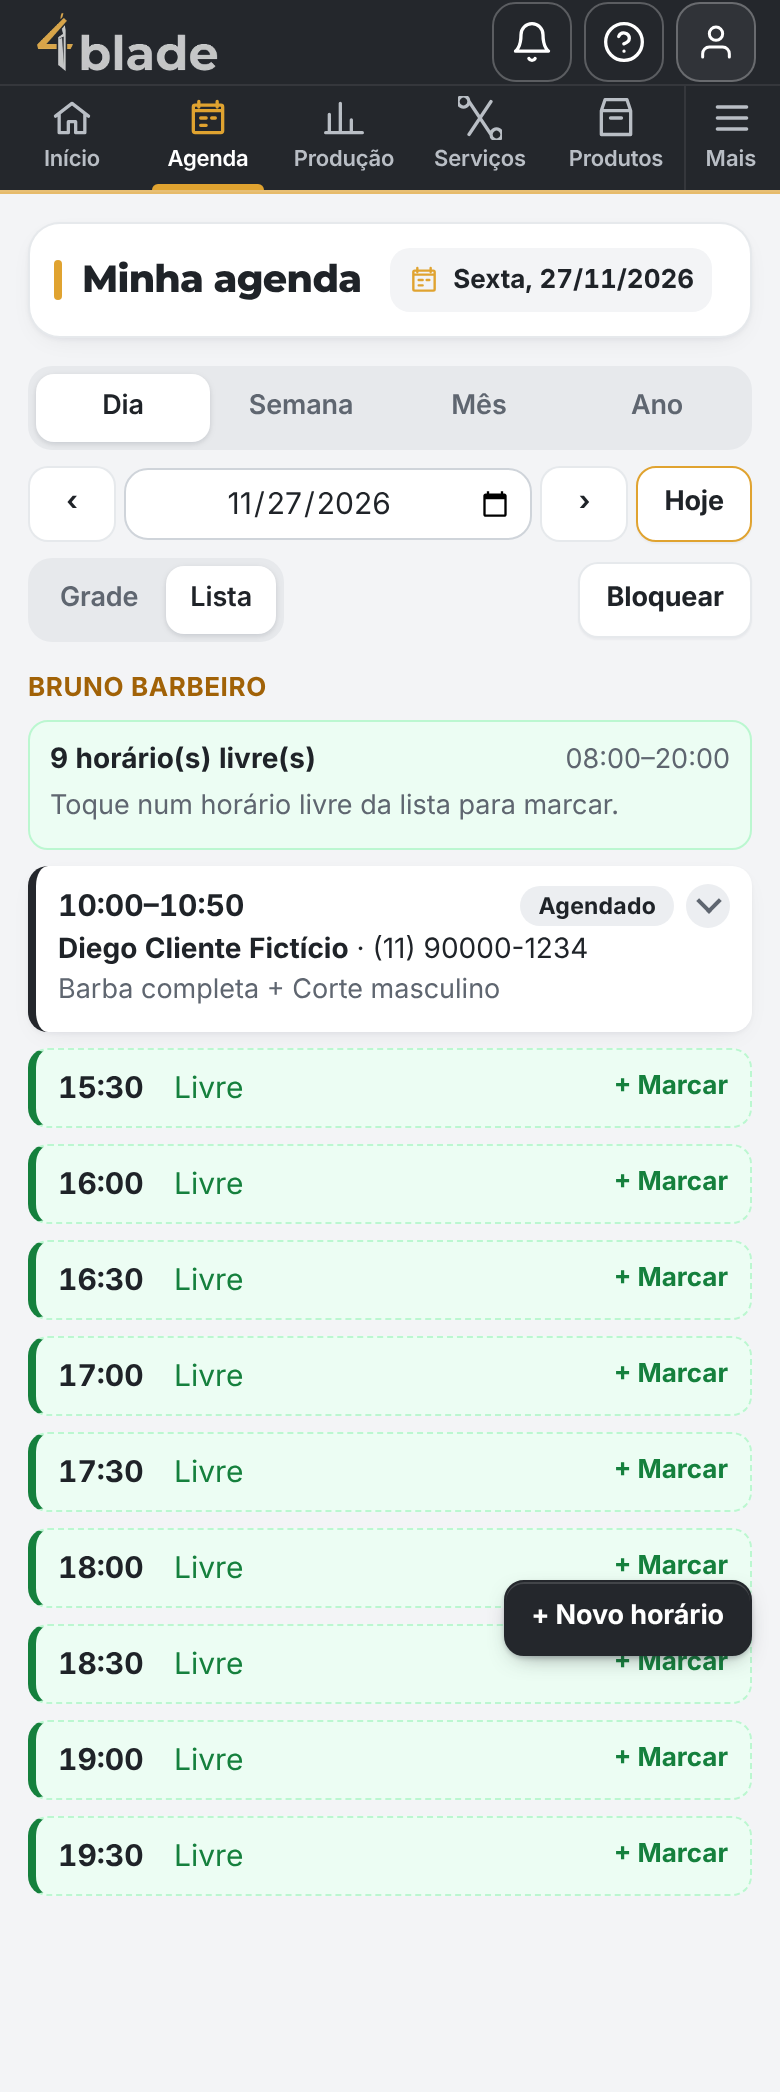 4blade
Início Agenda Produção Serviços Produtos Mais
Minha agenda Sexta, 27/11/2026
Dia Semana Mês Ano
‹ 11/27/2026 › Hoje
Grade Lista Bloquear
BRUNO BARBEIRO
9 horário(s) livre(s) 08:00–20:00
Toque num horário livre da lista para marcar.
10:00–10:50 Agendado
Diego Cliente Fictício · (11) 90000-1234
Barba completa + Corte masculino
15:30 Livre + Marcar
16:00 Livre + Marcar
16:30 Livre + Marcar
17:00 Livre + Marcar
17:30 Livre + Marcar
18:00 Livre + Marcar
+ Novo horário
18:30 Livre + Marcar
19:00 Livre + Marcar
19:30 Livre + Marcar